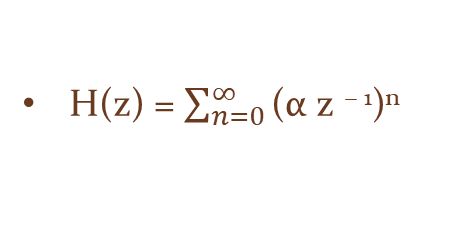 • H(z) = ∑∞n=0 (α z – 1)n